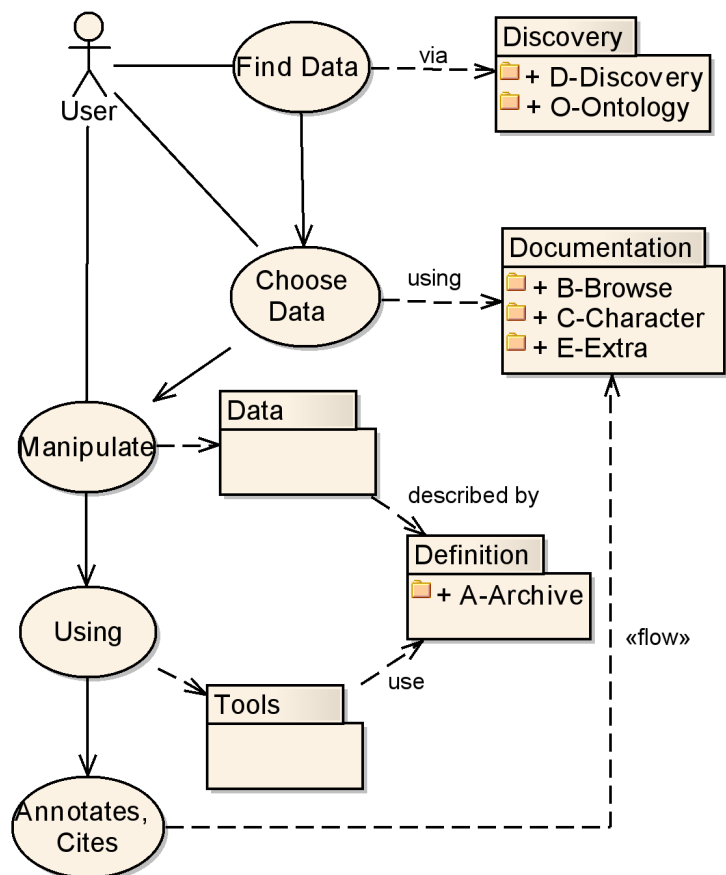 User
Find Data
via
Discovery
+ D-Discovery
+ O-Ontology
Choose
Data
using
Documentation
+ B-Browse
+ C-Character
+ E-Extra
Manipulate
Data
described by
Definition
+ A-Archive
Using
Tools
use
«flow»
Annotates,
Cites